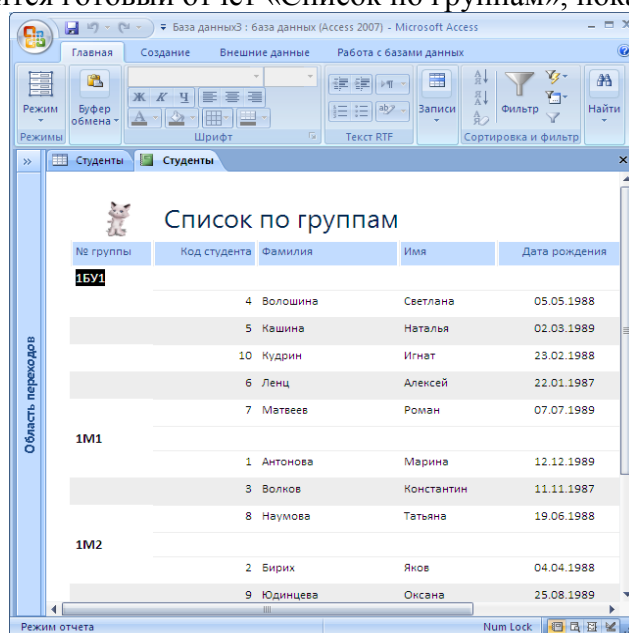 ится готовый отчет «Список по группам», пока
База данных3 : база данных (Access 2007) - Microsoft Access
Главная Создание Внешние данные Работа с базами данных
Режим
Буфер обмена
Ж К Ч
Записи
Фильтр
Найти
Режимы Шрифт Текст RTF Сортировка и фильтр
Студенты Студенты
Область переходов
Список по группам
№ группы Код студента Фамилия Имя Дата рождения
1БУ1
4 Волошина Светлана 05.05.1988
5 Кашина Наталья 02.03.1989
10 Кудрин Игнат 23.02.1988
6 Ленц Алексей 22.01.1987
7 Матвеев Роман 07.07.1989
1М1
1 Антонова Марина 12.12.1989
3 Волков Константин 11.11.1987
8 Наумова Татьяна 19.06.1988
1М2
2 Бирих Яков 04.04.1988
9 Юдинцева Оксана 25.08.1989
Режим отчета Num Lock